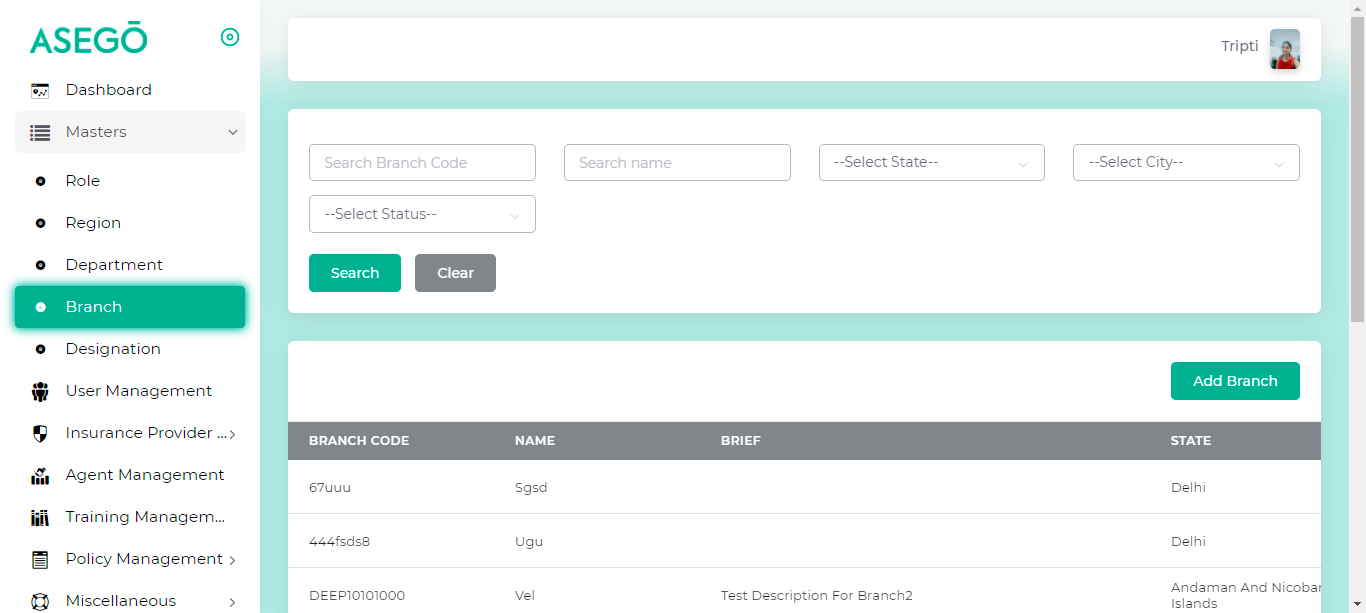 ASEGŌ
Dashboard
Masters
Role
Region
Department
Branch
Designation
User Management
Insurance Provider ...
Agent Management
Training Managem...
Policy Management
Miscellaneous
Tripti
Search Branch Code
Search name
--Select State--
--Select City--
--Select Status--
Search
Clear
Add Branch
BRANCH CODE NAME BRIEF STATE
67uuu Sgsd Delhi
444fsds8 Ugu Delhi
DEEP10101000 Vel Test Description For Branch2 Andaman And Nicobar
Islands